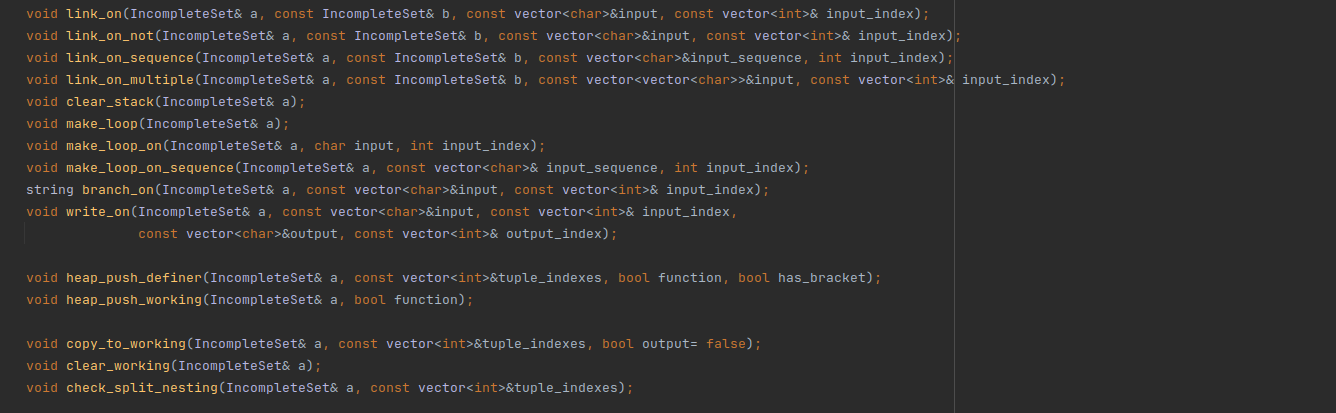 void link_on(IncompleteSet& a, const IncompleteSet& b, const vector<char>&input, const vector<int>& input_index);
void link_on_not(IncompleteSet& a, const IncompleteSet& b, const vector<char>&input, const vector<int>& input_index);
void link_on_sequence(IncompleteSet& a, const IncompleteSet& b, const vector<char>&input_sequence, int input_index);
void link_on_multiple(IncompleteSet& a, const IncompleteSet& b, const vector<vector<char>>&input, const vector<int>& input_index);
void clear_stack(IncompleteSet& a);
void make_loop(IncompleteSet& a);
void make_loop_on(IncompleteSet& a, char input, int input_index);
void make_loop_on_sequence(IncompleteSet& a, const vector<char>& input_sequence, int input_index);
string branch_on(IncompleteSet& a, const vector<char>&input, const vector<int>& input_index);
void write_on(IncompleteSet& a, const vector<char>&input, const vector<int>& input_index,
const vector<char>&output, const vector<int>& output_index);
void heap_push_definer(IncompleteSet& a, const vector<int>&tuple_indexes, bool function, bool has_bracket);
void heap_push_working(IncompleteSet& a, bool function);
void copy_to_working(IncompleteSet& a, const vector<int>&tuple_indexes, bool output= false);
void clear_working(IncompleteSet& a);
void check_split_nesting(IncompleteSet& a, const vector<int>&tuple_indexes);